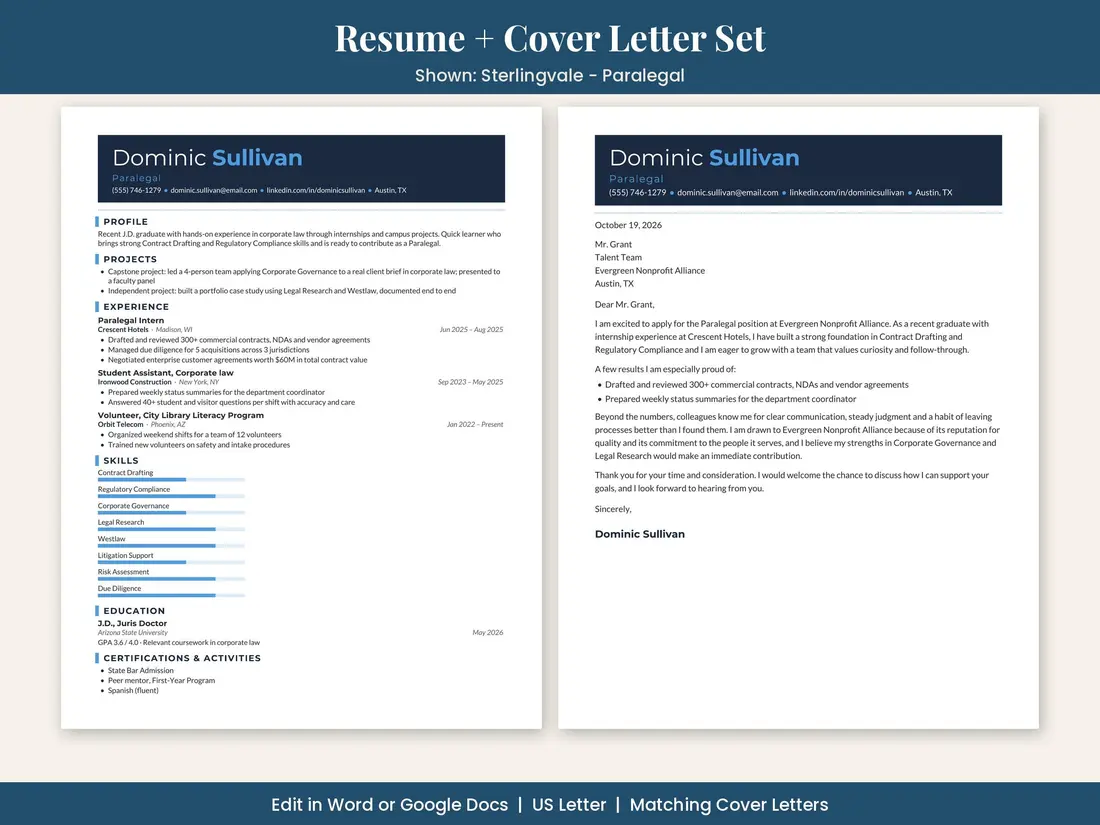 Resume + Cover Letter Set
Shown: Sterlingvale - Paralegal
Dominic Sullivan
Paralegal
(555) 746-1279 • dominic.sullivan@email.com • linkedin.com/in/dominicsullivan • Austin, TX
PROFILE
Recent J.D. graduate with hands-on experience in corporate law through internships and campus projects. Quick learner who
brings strong Contract Drafting and Regulatory Compliance skills and is ready to contribute as a Paralegal.
PROJECTS
• Capstone project: led a 4-person team applying Corporate Governance to a real client brief in corporate law; presented to
a faculty panel
• Independent project: built a portfolio case study using Legal Research and Westlaw, documented end to end
EXPERIENCE
Paralegal Intern
Crescent Hotels · Madison, WI Jun 2025 – Aug 2025
• Drafted and reviewed 300+ commercial contracts, NDAs and vendor agreements
• Managed due diligence for 5 acquisitions across 3 jurisdictions
• Negotiated enterprise customer agreements worth $60M in total contract value
Student Assistant, Corporate law
Ironwood Construction · New York, NY Sep 2023 – May 2025
• Prepared weekly status summaries for the department coordinator
• Answered 40+ student and visitor questions per shift with accuracy and care
Volunteer, City Library Literacy Program
Orbit Telecom · Phoenix, AZ Jan 2022 – Present
• Organized weekend shifts for a team of 12 volunteers
• Trained new volunteers on safety and intake procedures
SKILLS
Contract Drafting
Regulatory Compliance
Corporate Governance
Legal Research
Westlaw
Litigation Support
Risk Assessment
Due Diligence
EDUCATION
J.D., Juris Doctor
Arizona State University May 2026
GPA 3.6 / 4.0 · Relevant coursework in corporate law
CERTIFICATIONS & ACTIVITIES
• State Bar Admission
• Peer mentor, First-Year Program
• Spanish (fluent)
Dominic Sullivan
Paralegal
(555) 746-1279 • dominic.sullivan@email.com • linkedin.com/in/dominicsullivan • Austin, TX
October 19, 2026
Mr. Grant
Talent Team
Evergreen Nonprofit Alliance
Austin, TX
Dear Mr. Grant,
I am excited to apply for the Paralegal position at Evergreen Nonprofit Alliance. As a recent graduate with
internship experience at Crescent Hotels, I have built a strong foundation in Contract Drafting and
Regulatory Compliance and I am eager to grow with a team that values curiosity and follow-through.
A few results I am especially proud of:
• Drafted and reviewed 300+ commercial contracts, NDAs and vendor agreements
• Prepared weekly status summaries for the department coordinator
Beyond the numbers, colleagues know me for clear communication, steady judgment and a habit of leaving
processes better than I found them. I am drawn to Evergreen Nonprofit Alliance because of its reputation for
quality and its commitment to the people it serves, and I believe my strengths in Corporate Governance and
Legal Research would make an immediate contribution.
Thank you for your time and consideration. I would welcome the chance to discuss how I can support your
goals, and I look forward to hearing from you.
Sincerely,
Dominic Sullivan
Edit in Word or Google Docs | US Letter | Matching Cover Letters